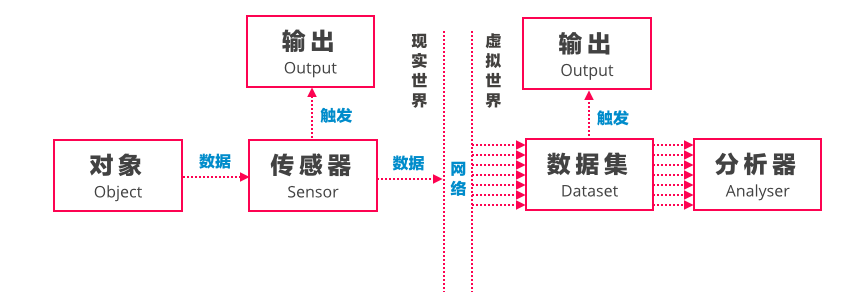 输出
Output
触发
对象
Object
数据
传感器
Sensor
数据
现实世界
网络
虚拟世界
输出
Output
触发
数据集
Dataset
分析器
Analyser